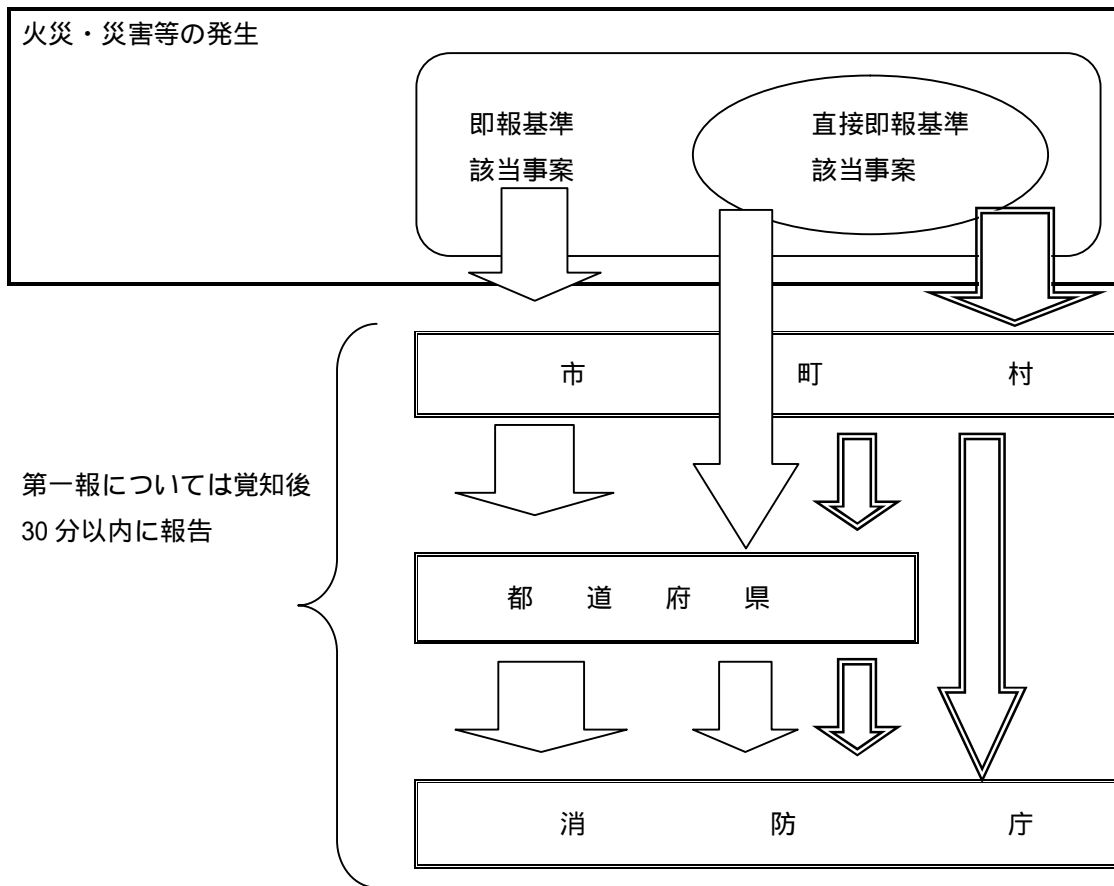 火災・災害等の発生
即報基準
該当事案
直接即報基準
該当事案
市町村
第一報については覚知後
30分以内に報告
都道府県
消防庁